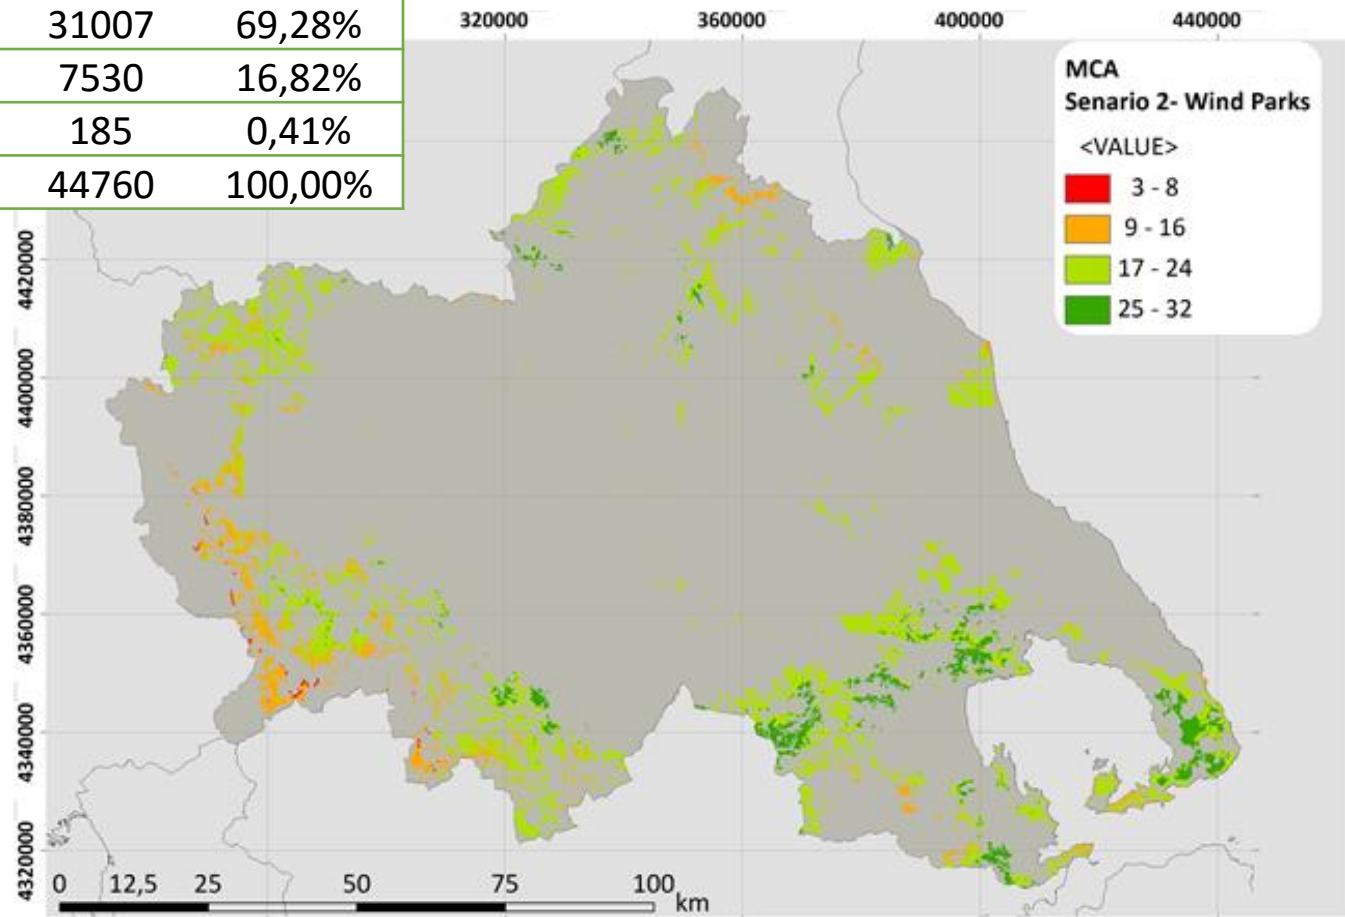 31007 69,28%
7530 16,82%
185 0,41%
44760 100,00%
320000 360000 400000 440000
MCA
Senario 2- Wind Parks
<VALUE>
3 - 8
9 - 16
17 - 24
25 - 32
4420000
4400000
4380000
4360000
4340000
4320000
0 12,5 25 50 75 100 km